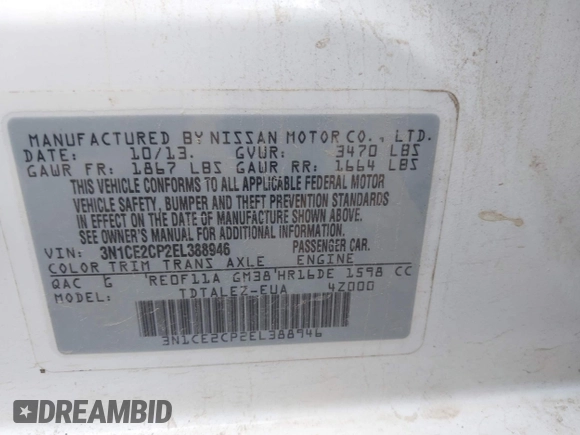 MANUFACTURED BY NISSAN MOTOR CO., LTD.
DATE: 10/13. GVWR: 3470 LBS
GAWR FR: 1867 LBS GAWR RR: 1664 LBS
THIS VEHICLE CONFORMS TO ALL APPLICABLE FEDERAL MOTOR
VEHICLE SAFETY, BUMPER AND THEFT PREVENTION STANDARDS
IN EFFECT ON THE DATE OF MANUFACTURE SHOWN ABOVE.
SEE OWNER'S MANUAL FOR ADDITIONAL INFORMATION.
VIN: 3N1CE2CP2EL388946 PASSENGER CAR.
COLOR TRIM TRANS AXLE ENGINE
QAC G RE0F11A GM38 HR16DE 1598 CC
MODEL: TDTALEZ-EUA 4Z000
3N1CE2CP2EL388946
DREAMBID